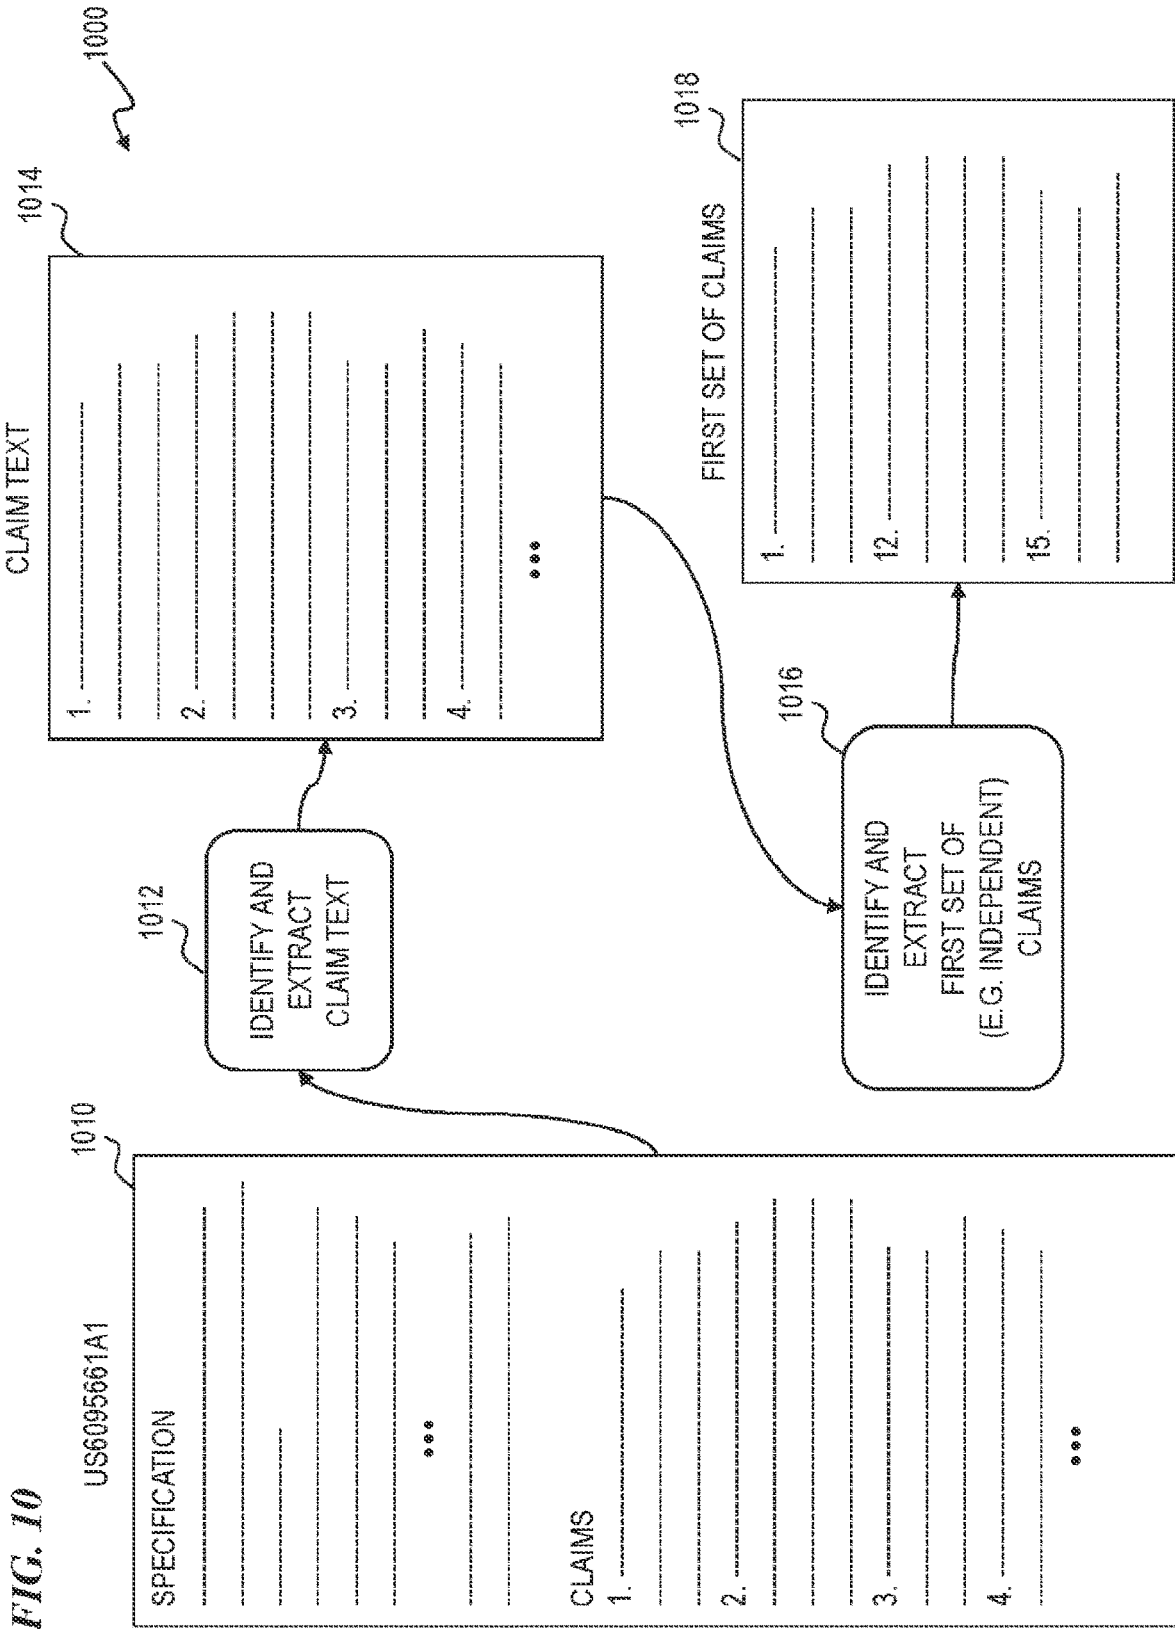 FIG. 10
1000
US6095661A1
1010
SPECIFICATION
•••
CLAIMS
1.
2.
3.
4.
•••
1012
IDENTIFY AND
EXTRACT
CLAIM TEXT
CLAIM TEXT
1014
1.
2.
3.
4.
•••
1016
IDENTIFY AND
EXTRACT
FIRST SET OF
(E.G. INDEPENDENT)
CLAIMS
FIRST SET OF CLAIMS
1018
1.
12.
15.